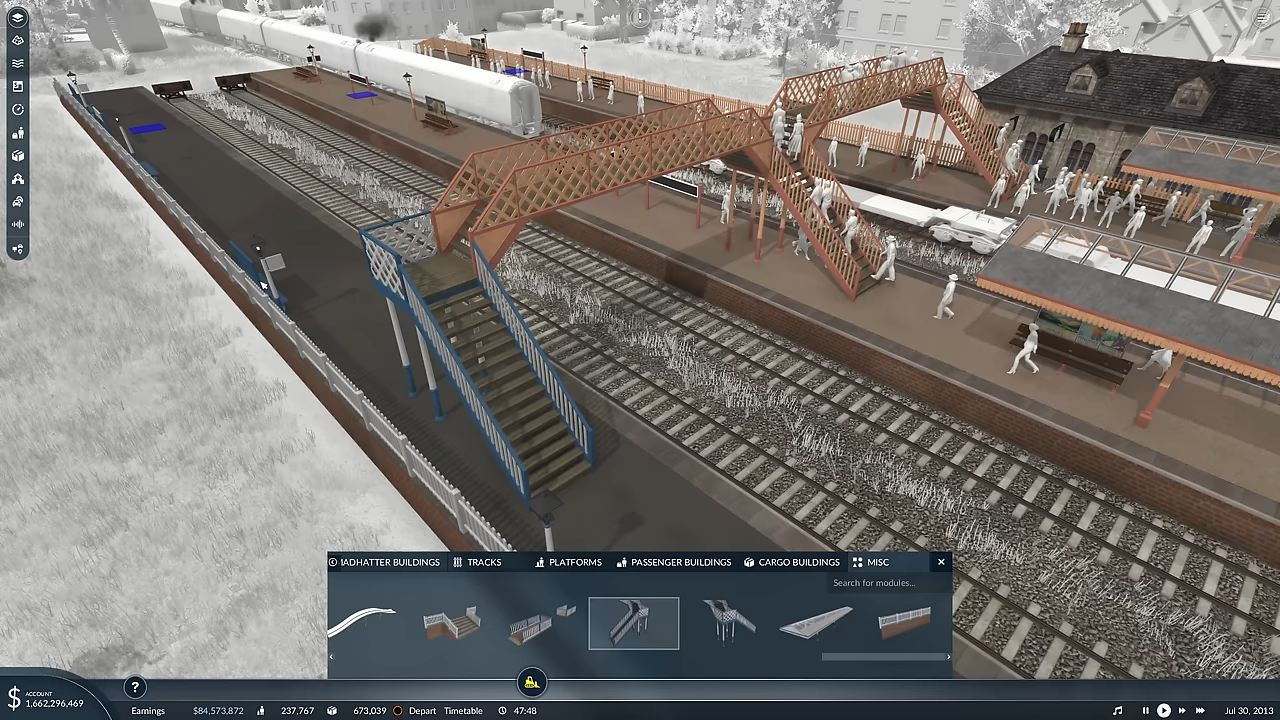 MADHATTER BUILDINGS TRACKS PLATFORMS PASSENGER BUILDINGS CARGO BUILDINGS MISC
Search for modules...
$ ACCOUNT
1,662,296,469
?
Earnings $84,573,872 237,767 673,039 Depart Timetable 47:48 Jul 30, 2013